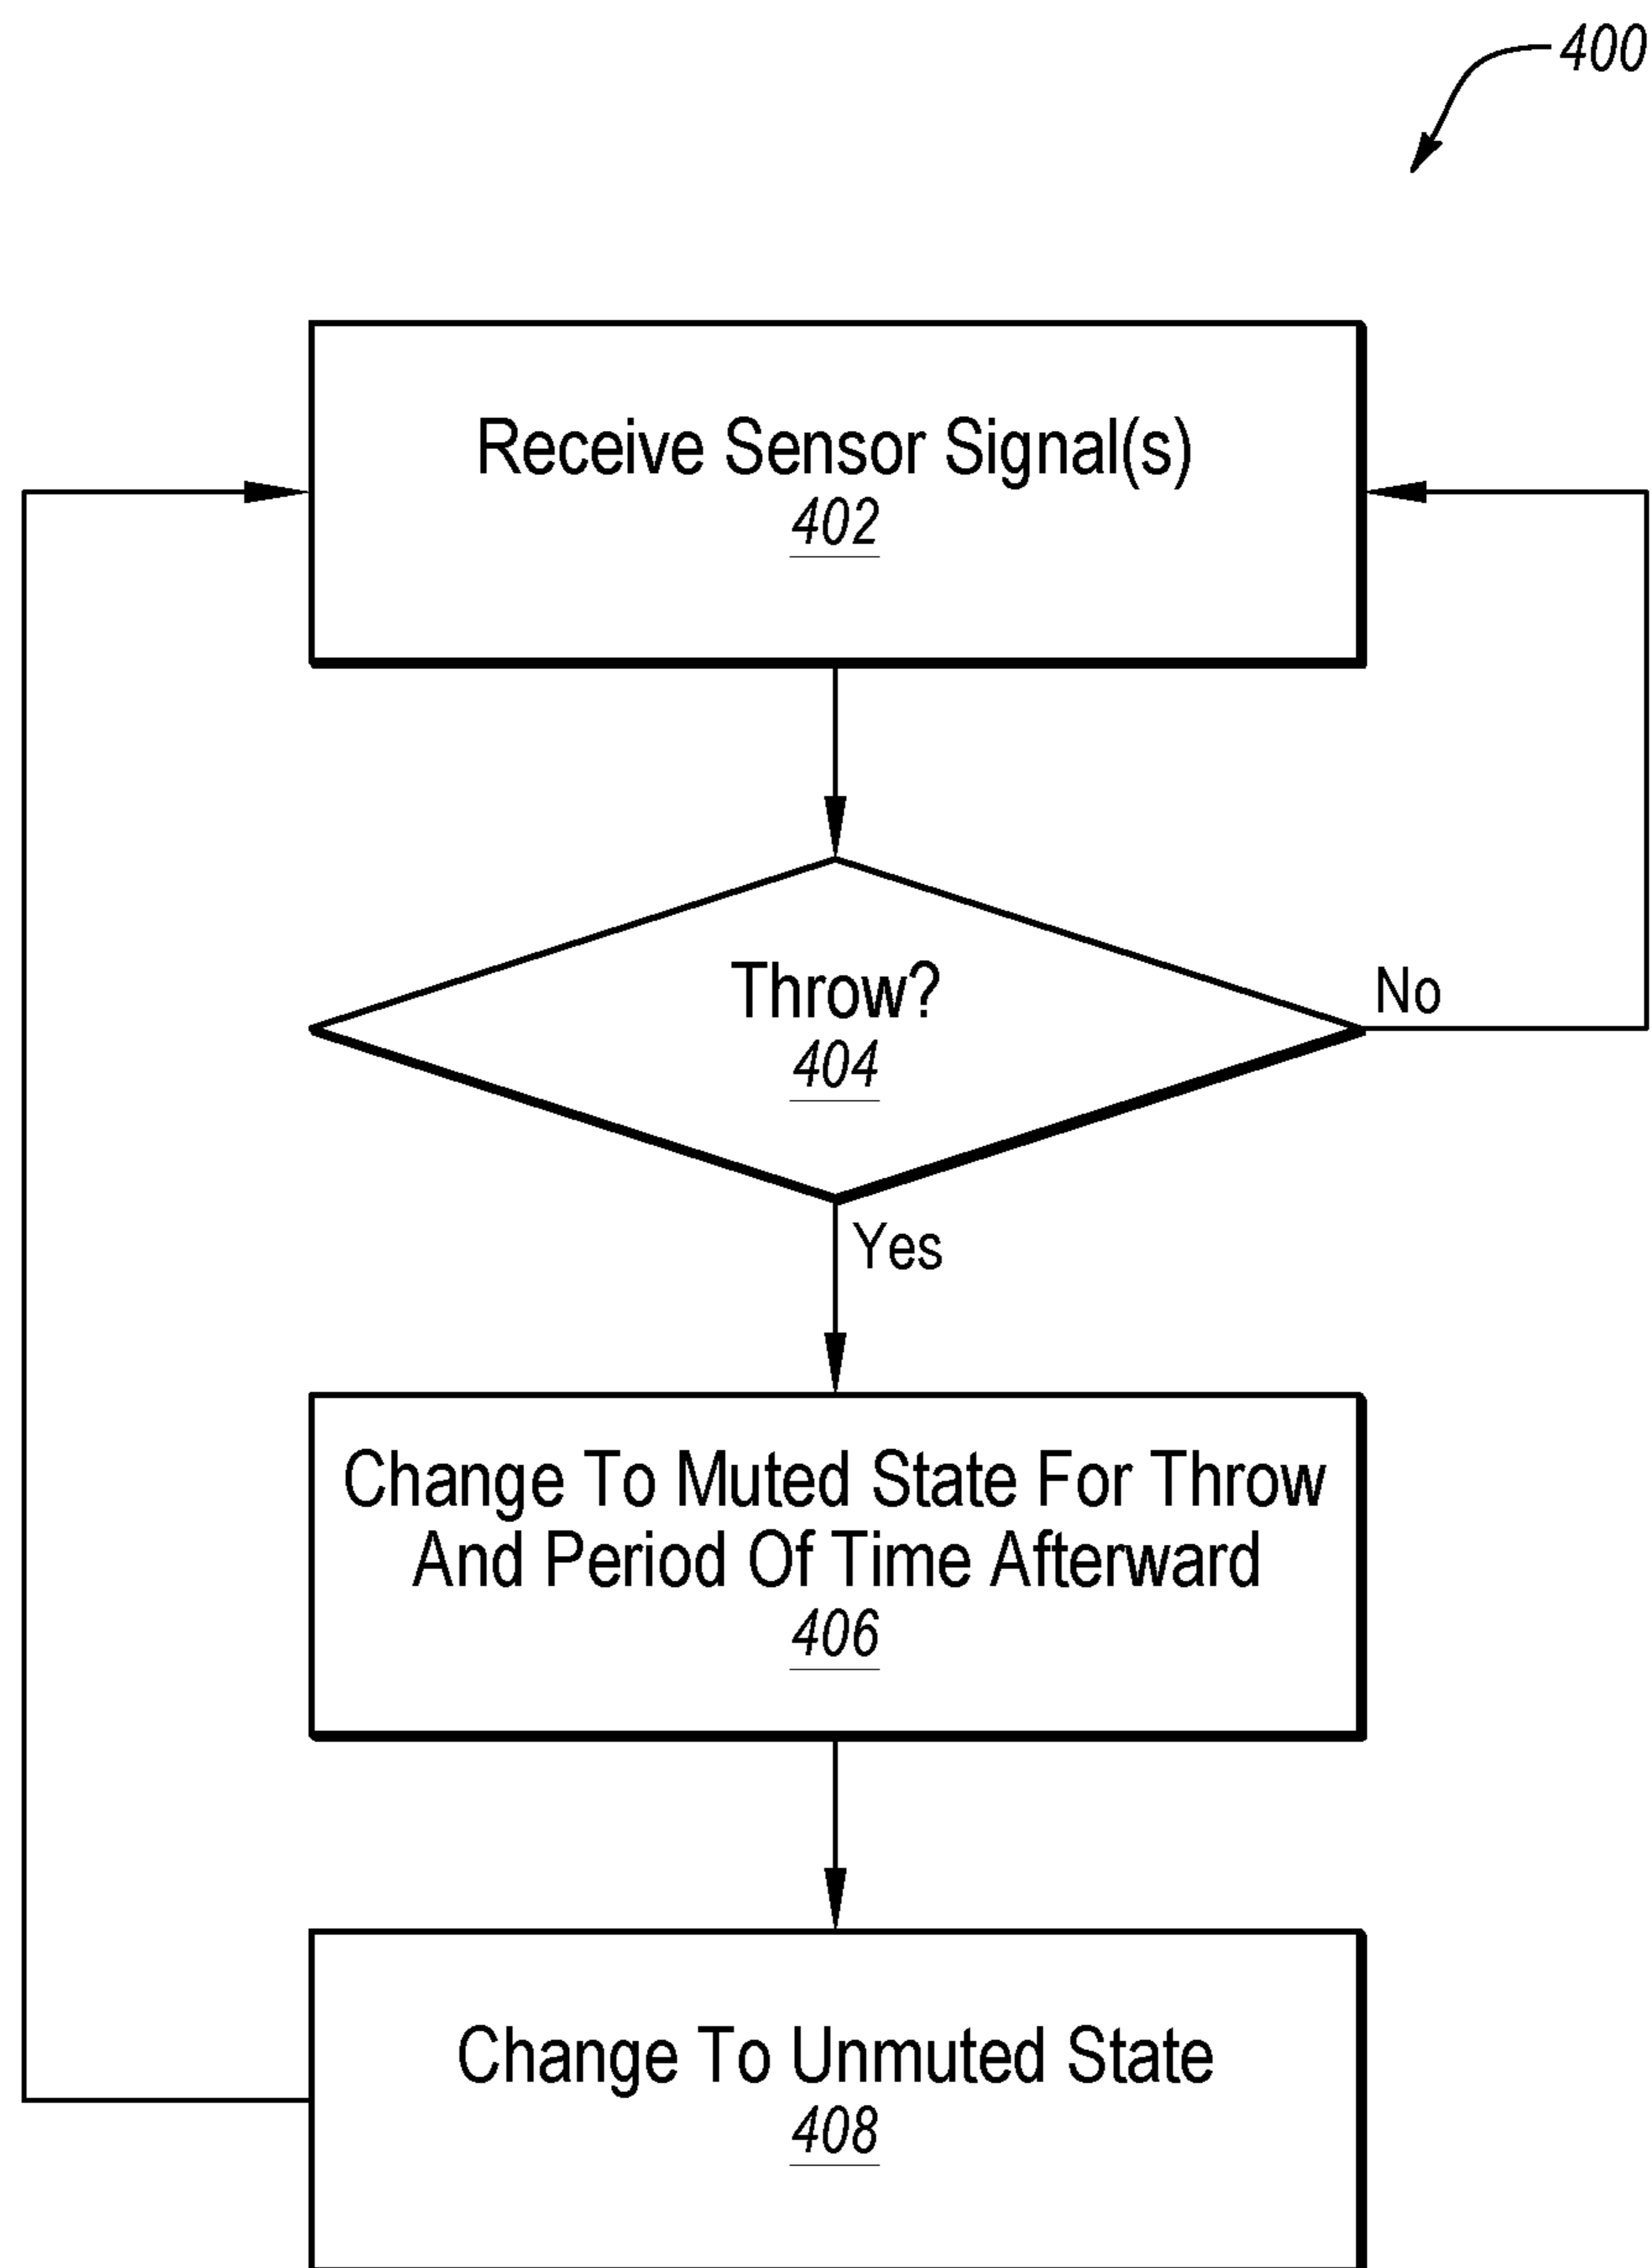 400
Receive Sensor Signal(s)
402
Throw?
404
No
Yes
Change To Muted State For Throw
And Period Of Time Afterward
406
Change To Unmuted State
408